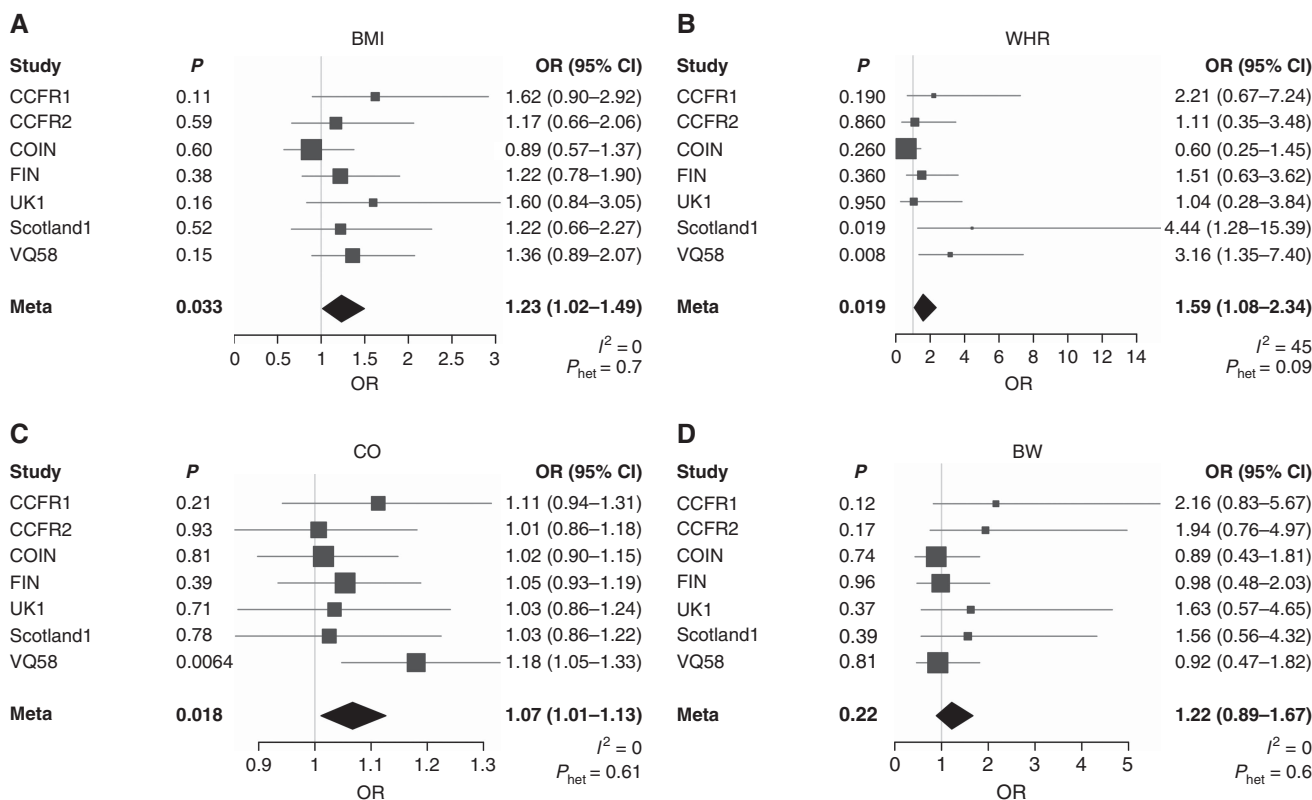 A
BMI
Study P OR (95% CI)
CCFR1 0.11 1.62 (0.90–2.92)
CCFR2 0.59 1.17 (0.66–2.06)
COIN 0.60 0.89 (0.57–1.37)
FIN 0.38 1.22 (0.78–1.90)
UK1 0.16 1.60 (0.84–3.05)
Scotland1 0.52 1.22 (0.66–2.27)
VQ58 0.15 1.36 (0.89–2.07)
Meta 0.033 1.23 (1.02–1.49)
0 0.5 1 1.5 2 2.5 3
OR
I² = 0
Phet = 0.7
B
WHR
Study P OR (95% CI)
CCFR1 0.190 2.21 (0.67–7.24)
CCFR2 0.860 1.11 (0.35–3.48)
COIN 0.260 0.60 (0.25–1.45)
FIN 0.360 1.51 (0.63–3.62)
UK1 0.950 1.04 (0.28–3.84)
Scotland1 0.019 4.44 (1.28–15.39)
VQ58 0.008 3.16 (1.35–7.40)
Meta 0.019 1.59 (1.08–2.34)
0 2 4 6 8 10 12 14
OR
I² = 45
Phet = 0.09
C
CO
Study P OR (95% CI)
CCFR1 0.21 1.11 (0.94–1.31)
CCFR2 0.93 1.01 (0.86–1.18)
COIN 0.81 1.02 (0.90–1.15)
FIN 0.39 1.05 (0.93–1.19)
UK1 0.71 1.03 (0.86–1.24)
Scotland1 0.78 1.03 (0.86–1.22)
VQ58 0.0064 1.18 (1.05–1.33)
Meta 0.018 1.07 (1.01–1.13)
0.9 1 1.1 1.2 1.3
OR
I² = 0
Phet = 0.61
D
BW
Study P OR (95% CI)
CCFR1 0.12 2.16 (0.83–5.67)
CCFR2 0.17 1.94 (0.76–4.97)
COIN 0.74 0.89 (0.43–1.81)
FIN 0.96 0.98 (0.48–2.03)
UK1 0.37 1.63 (0.57–4.65)
Scotland1 0.39 1.56 (0.56–4.32)
VQ58 0.81 0.92 (0.47–1.82)
Meta 0.22 1.22 (0.89–1.67)
0 1 2 3 4 5
OR
I² = 0
Phet = 0.6